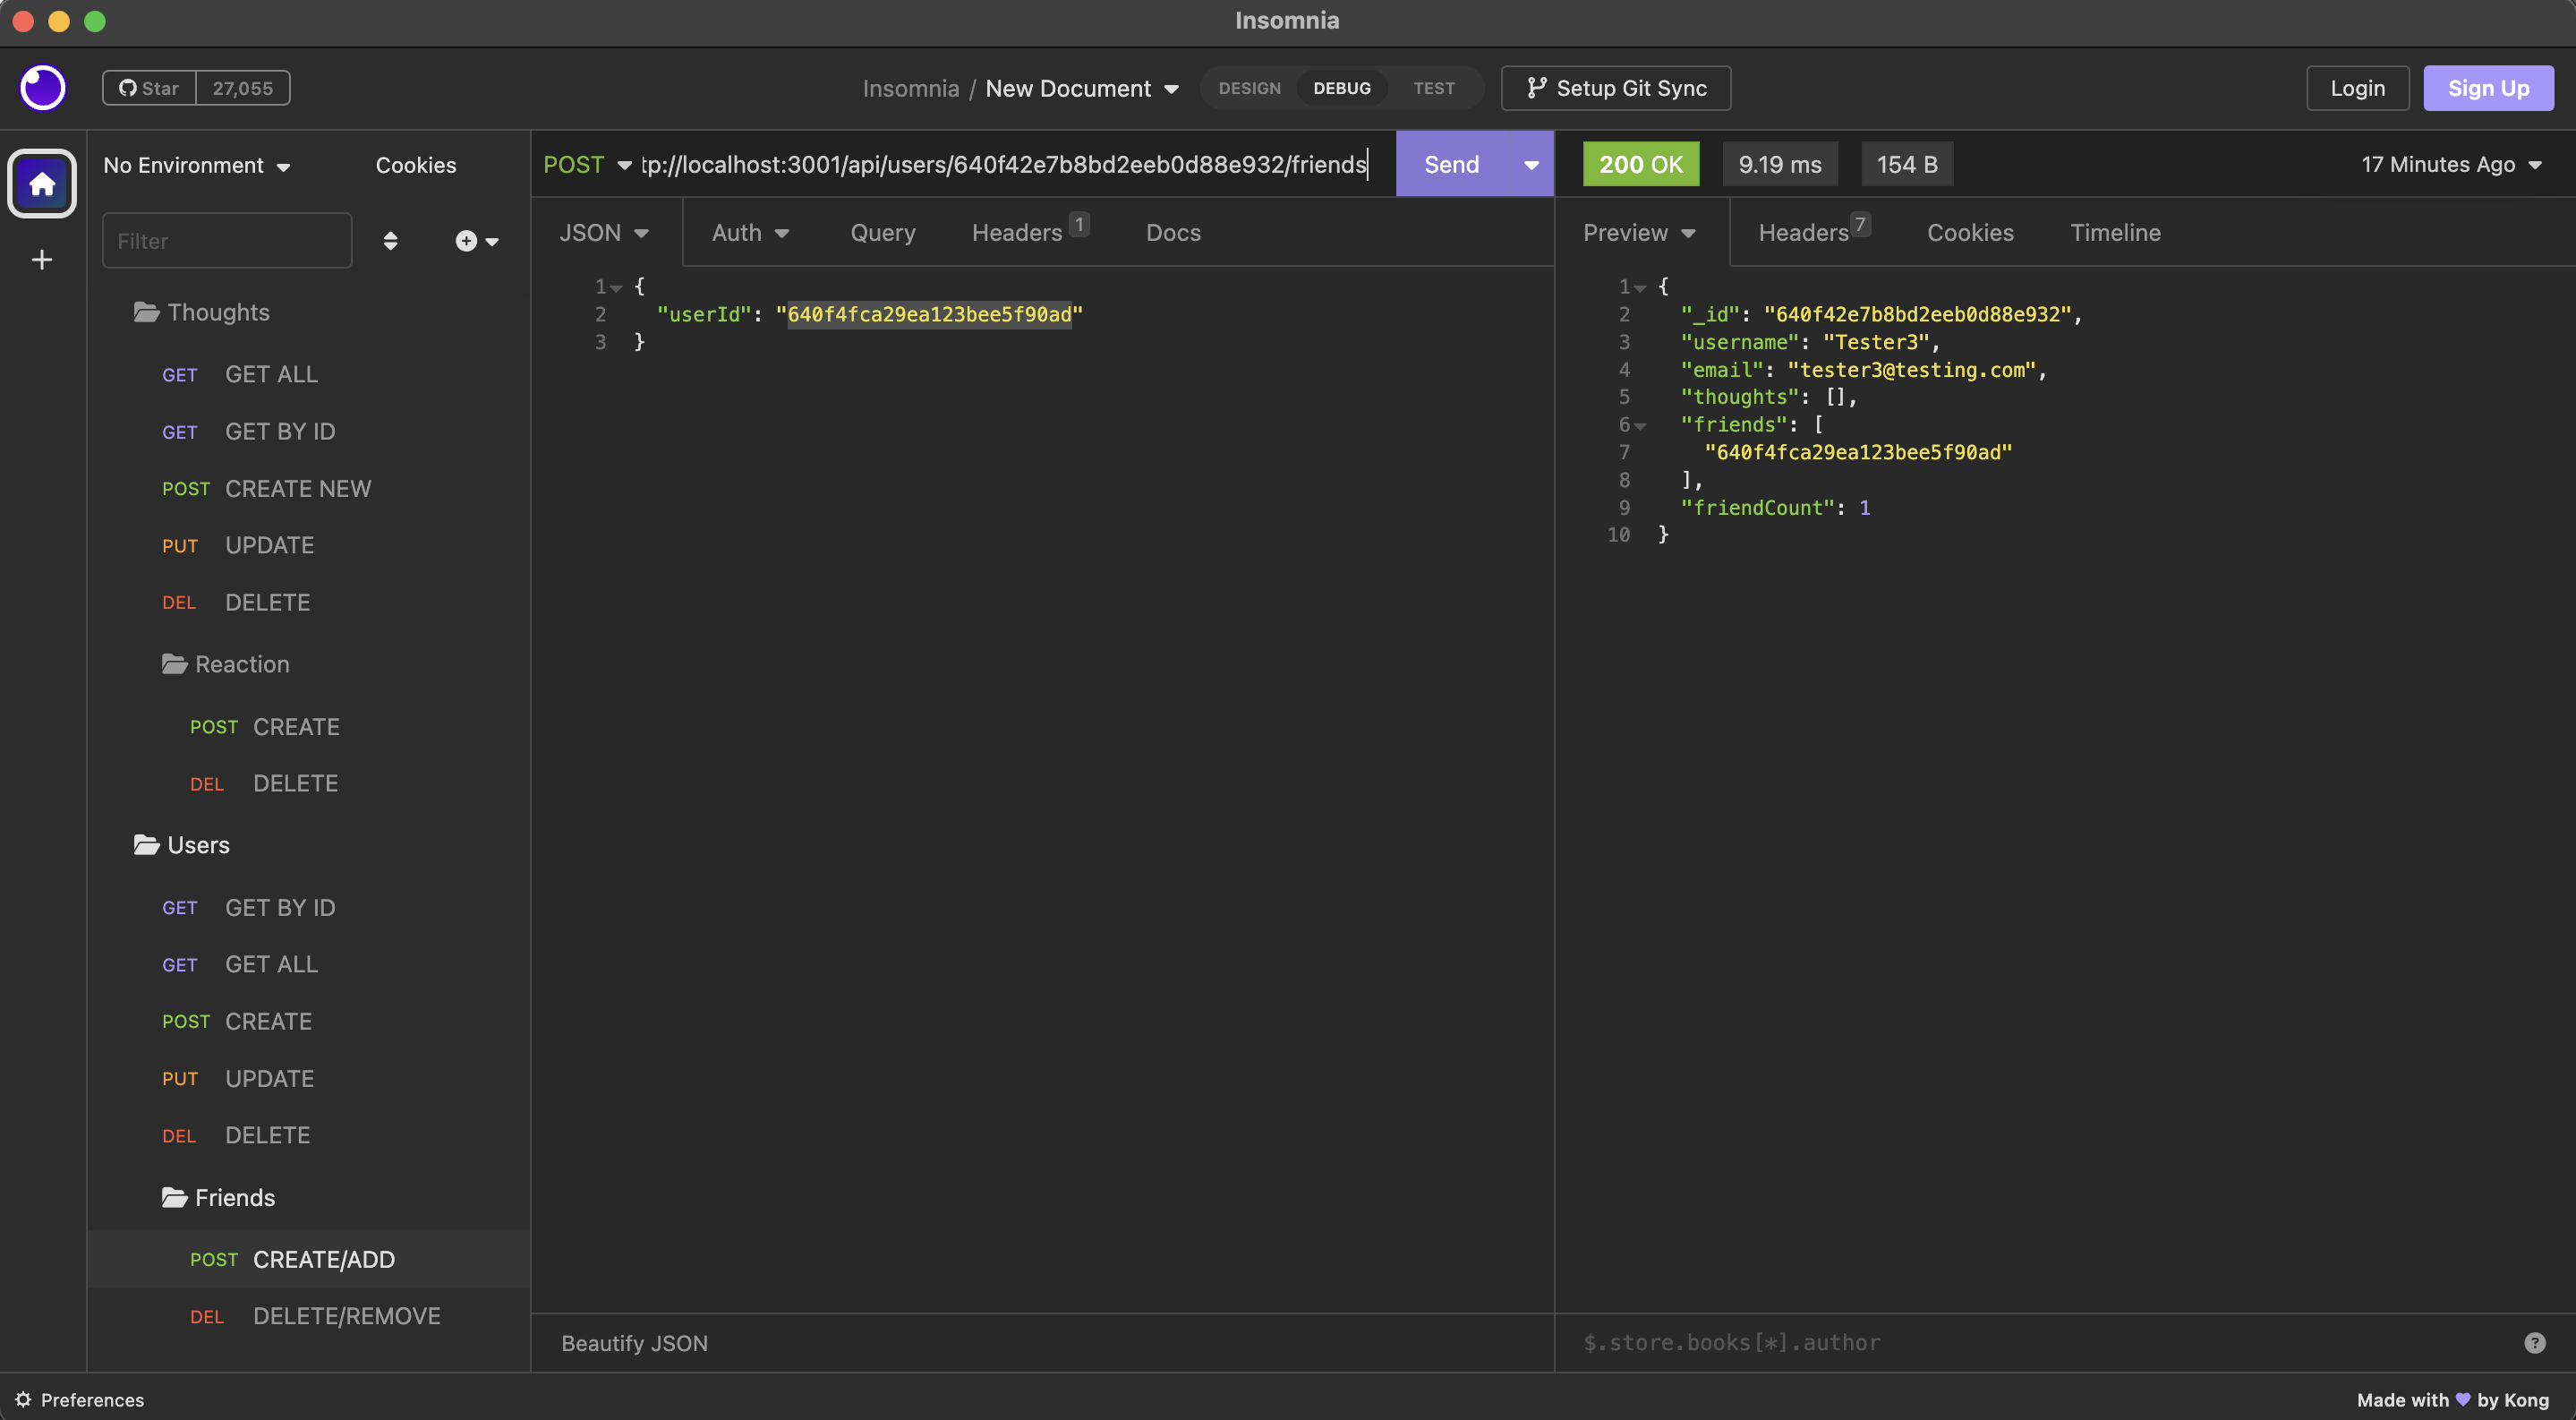 Insomnia
Star 27,055
Insomnia / New Document
DESIGN DEBUG TEST
Setup Git Sync
Login
Sign Up
No Environment
Cookies
Filter
Thoughts
GET GET ALL
GET GET BY ID
POST CREATE NEW
PUT UPDATE
DEL DELETE
Reaction
POST CREATE
DEL DELETE
Users
GET GET BY ID
GET GET ALL
POST CREATE
PUT UPDATE
DEL DELETE
Friends
POST CREATE/ADD
DEL DELETE/REMOVE
POST tp://localhost:3001/api/users/640f42e7b8bd2eeb0d88e932/friends
Send
JSON Auth Query Headers 1 Docs
1 {
2 "userId": "640f4fca29ea123bee5f90ad"
3 }
Beautify JSON
200 OK 9.19 ms 154 B
17 Minutes Ago
Preview Headers 7 Cookies Timeline
1 {
2 "_id": "640f42e7b8bd2eeb0d88e932",
3 "username": "Tester3",
4 "email": "tester3@testing.com",
5 "thoughts": [],
6 "friends": [
7 "640f4fca29ea123bee5f90ad"
8 ],
9 "friendCount": 1
10 }
$.store.books[*].author
?
Preferences
Made with by Kong